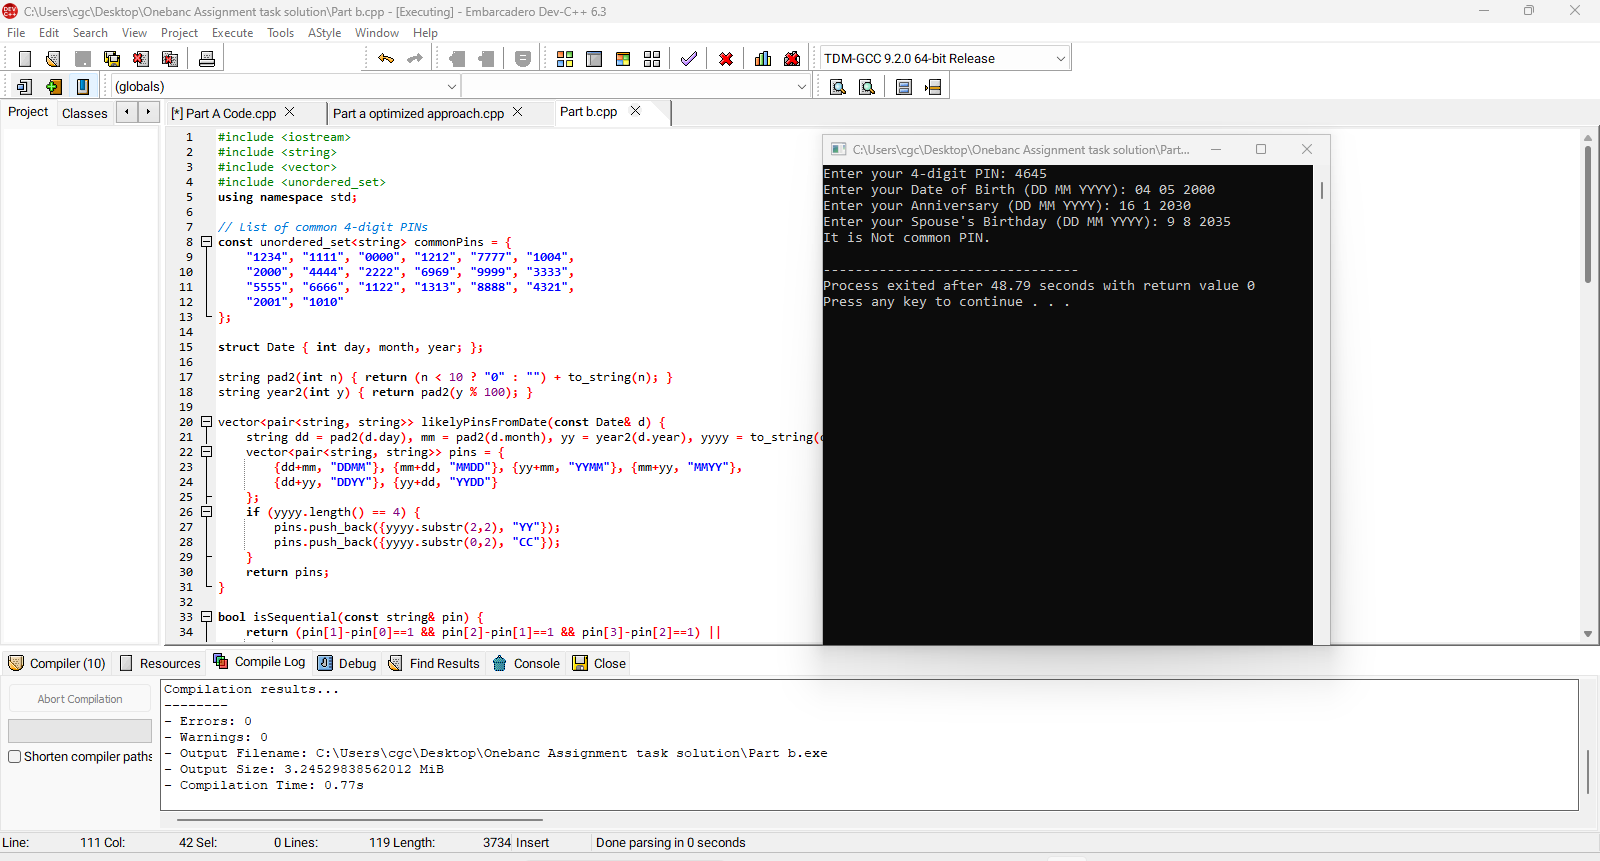 C:\Users\cgc\Desktop\Onebanc Assignment task solution\Part b.cpp - [Executing] - Embarcadero Dev-C++ 6.3
File Edit Search View Project Execute Tools AStyle Window Help
TDM-GCC 9.2.0 64-bit Release
(globals)
Project Classes
[*] Part A Code.cpp Part a optimized approach.cpp Part b.cpp
1 #include <iostream>
2 #include <string>
3 #include <vector>
4 #include <unordered_set>
5 using namespace std;
6
7 // List of common 4-digit PINs
8 const unordered_set<string> commonPins = {
9 "1234", "1111", "0000", "1212", "7777", "1004",
10 "2000", "4444", "2222", "6969", "9999", "3333",
11 "5555", "6666", "1122", "1313", "8888", "4321",
12 "2001", "1010"
13 };
14
15 struct Date { int day, month, year; };
16
17 string pad2(int n) { return (n < 10 ? "0" : "") + to_string(n); }
18 string year2(int y) { return pad2(y % 100); }
19
20 vector<pair<string, string>> likelyPinsFromDate(const Date& d) {
21 string dd = pad2(d.day), mm = pad2(d.month), yy = year2(d.year), yyyy = to_string(
22 vector<pair<string, string>> pins = {
23 {dd+mm, "DDMM"}, {mm+dd, "MMDD"}, {yy+mm, "YYMM"}, {mm+yy, "MMYY"},
24 {dd+yy, "DDYY"}, {yy+dd, "YYDD"}
25 };
26 if (yyyy.length() == 4) {
27 pins.push_back({yyyy.substr(2,2), "YY"});
28 pins.push_back({yyyy.substr(0,2), "CC"});
29 }
30 return pins;
31 }
32
33 bool isSequential(const string& pin) {
34 return (pin[1]-pin[0]==1 && pin[2]-pin[1]==1 && pin[3]-pin[2]==1) ||
C:\Users\cgc\Desktop\Onebanc Assignment task solution\Part...
Enter your 4-digit PIN: 4645
Enter your Date of Birth (DD MM YYYY): 04 05 2000
Enter your Anniversary (DD MM YYYY): 16 1 2030
Enter your Spouse's Birthday (DD MM YYYY): 9 8 2035
It is Not common PIN.
--------------------------------
Process exited after 48.79 seconds with return value 0
Press any key to continue . . .
Compiler (10) Resources Compile Log Debug Find Results Console Close
Abort Compilation
Shorten compiler paths
Compilation results...
--------
- Errors: 0
- Warnings: 0
- Output Filename: C:\Users\cgc\Desktop\Onebanc Assignment task solution\Part b.exe
- Output Size: 3.24529838562012 MiB
- Compilation Time: 0.77s
Line: 111 Col: 42 Sel: 0 Lines: 119 Length: 3734 Insert Done parsing in 0 seconds